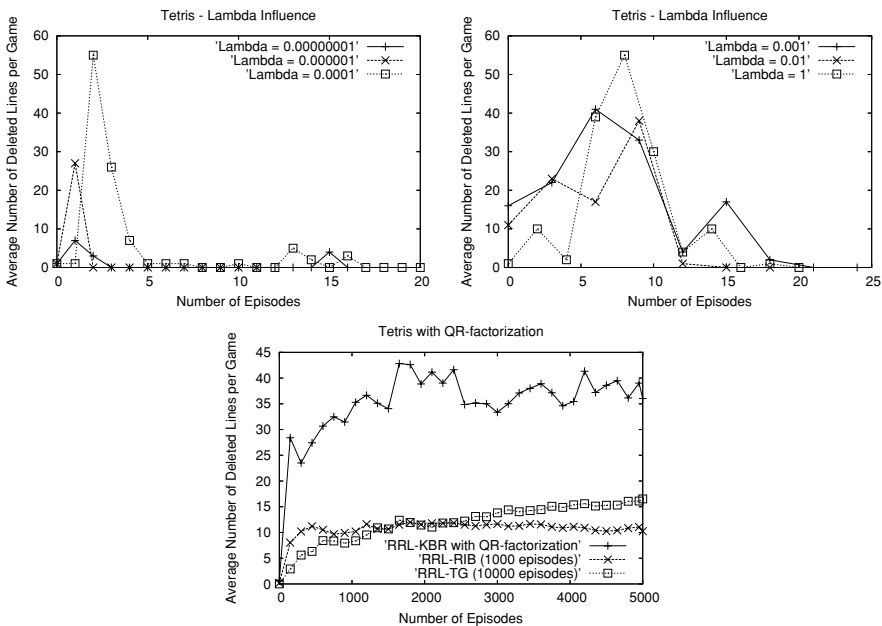 Tetris - Lambda Influence
Average Number of Deleted Lines per Game
60
50
40
30
20
10
0
0
5
10
15
20
Number of Episodes
'Lambda = 0.00000001'
'Lambda = 0.000001'
'Lambda = 0.0001'
Tetris - Lambda Influence
Average Number of Deleted Lines per Game
60
50
40
30
20
10
0
0
5
10
15
20
25
Number of Episodes
'Lambda = 0.001'
'Lambda = 0.01'
'Lambda = 1'
Tetris with QR-factorization
Average Number of Deleted Lines per Game
45
40
35
30
25
20
15
10
5
0
0
1000
2000
3000
4000
5000
Number of Episodes
'RRL-KBR with QR-factorization'
'RRL-RIB (1000 episodes)'
'RRL-TG (10000 episodes)'